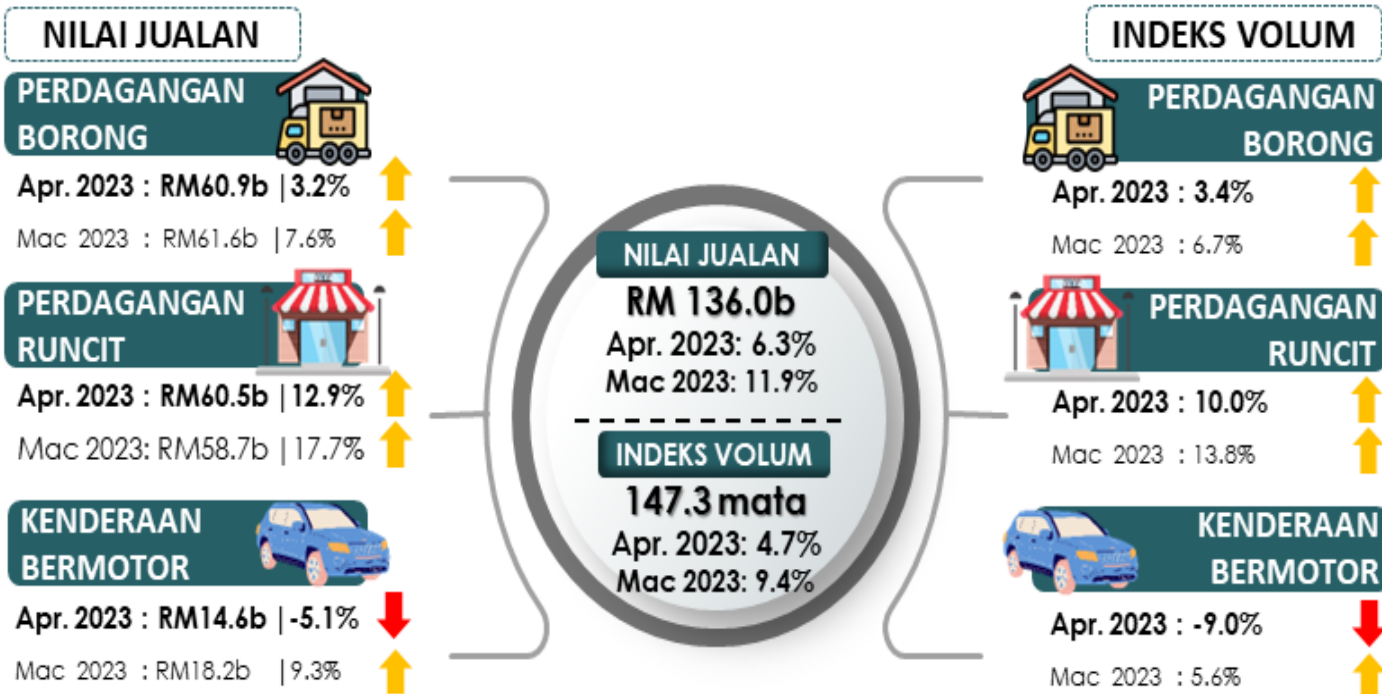 NILAI JUALAN
PERDAGANGAN
BORONG
Apr. 2023 : RM60.9b | 3.2%
Mac 2023 : RM61.6b | 7.6%
PERDAGANGAN
RUNCIT
Apr. 2023 : RM60.5b | 12.9%
Mac 2023: RM58.7b | 17.7%
KENDERAAN
BERMOTOR
Apr. 2023 : RM14.6b | -5.1%
Mac 2023 : RM18.2b | 9.3%
NILAI JUALAN
RM 136.0b
Apr. 2023: 6.3%
Mac 2023: 11.9%
INDEKS VOLUM
147.3 mata
Apr. 2023: 4.7%
Mac 2023: 9.4%
INDEKS VOLUM
PERDAGANGAN
BORONG
Apr. 2023 : 3.4%
Mac 2023 : 6.7%
PERDAGANGAN
RUNCIT
Apr. 2023 : 10.0%
Mac 2023 : 13.8%
KENDERAAN
BERMOTOR
Apr. 2023 : -9.0%
Mac 2023 : 5.6%